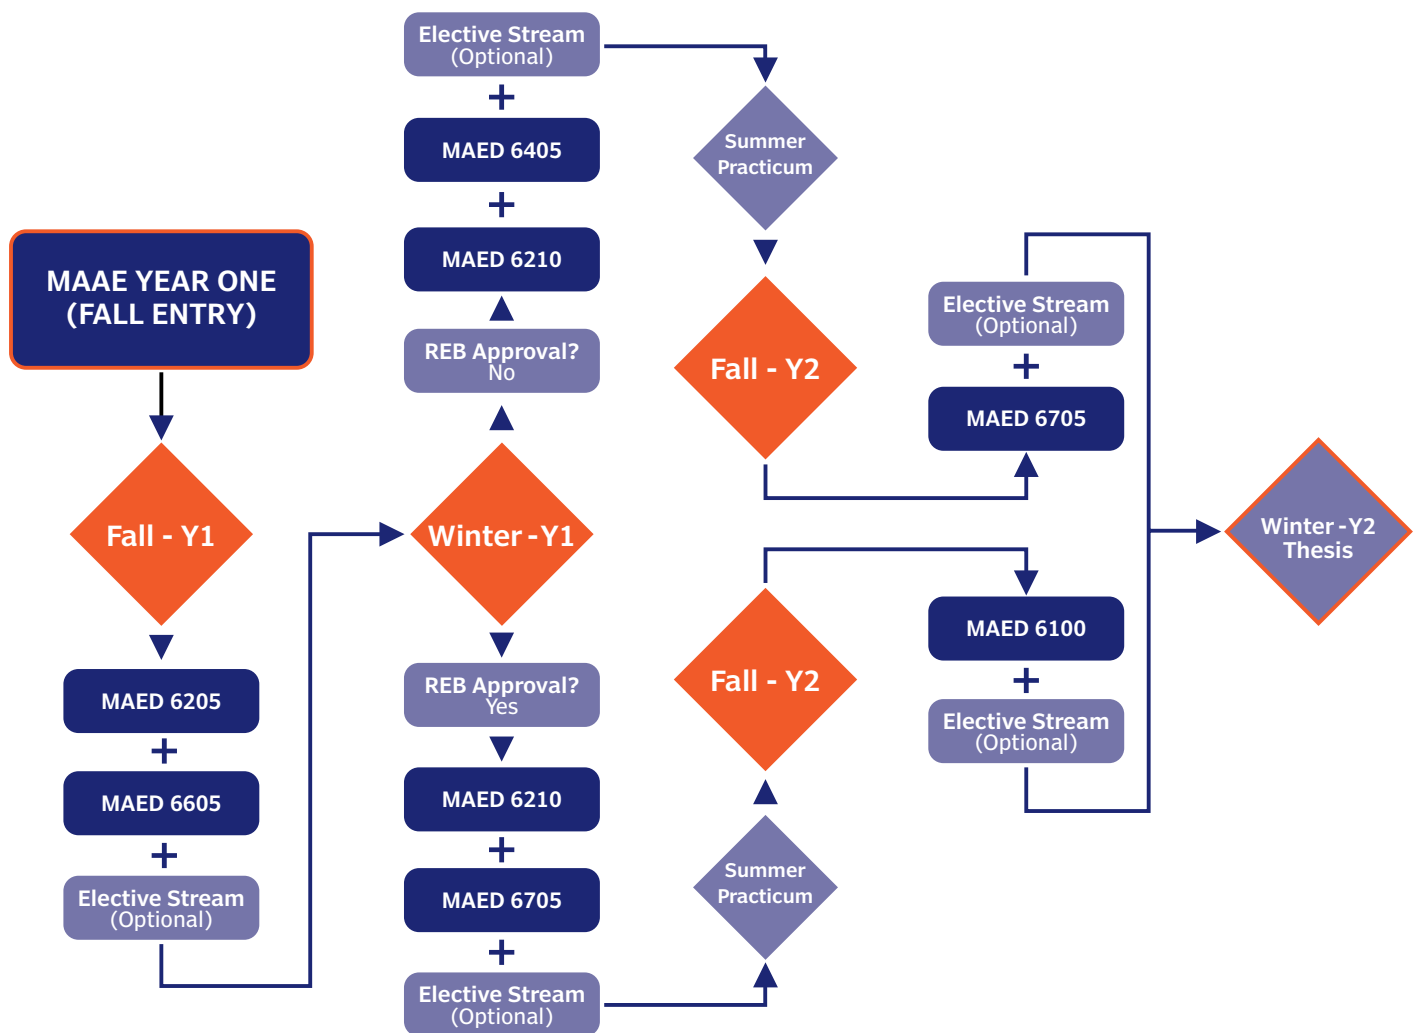 MAAE YEAR ONE
(FALL ENTRY)
Fall - Y1
MAED 6205
+
MAED 6605
+
Elective Stream
(Optional)
Winter -Y1
REB Approval?
No
MAED 6210
+
MAED 6405
+
Elective Stream
(Optional)
Summer
Practicum
Fall - Y2
MAED 6705
+
Elective Stream
(Optional)
REB Approval?
Yes
MAED 6210
+
MAED 6705
+
Elective Stream
(Optional)
Summer
Practicum
Fall - Y2
MAED 6100
+
Elective Stream
(Optional)
Winter -Y2
Thesis